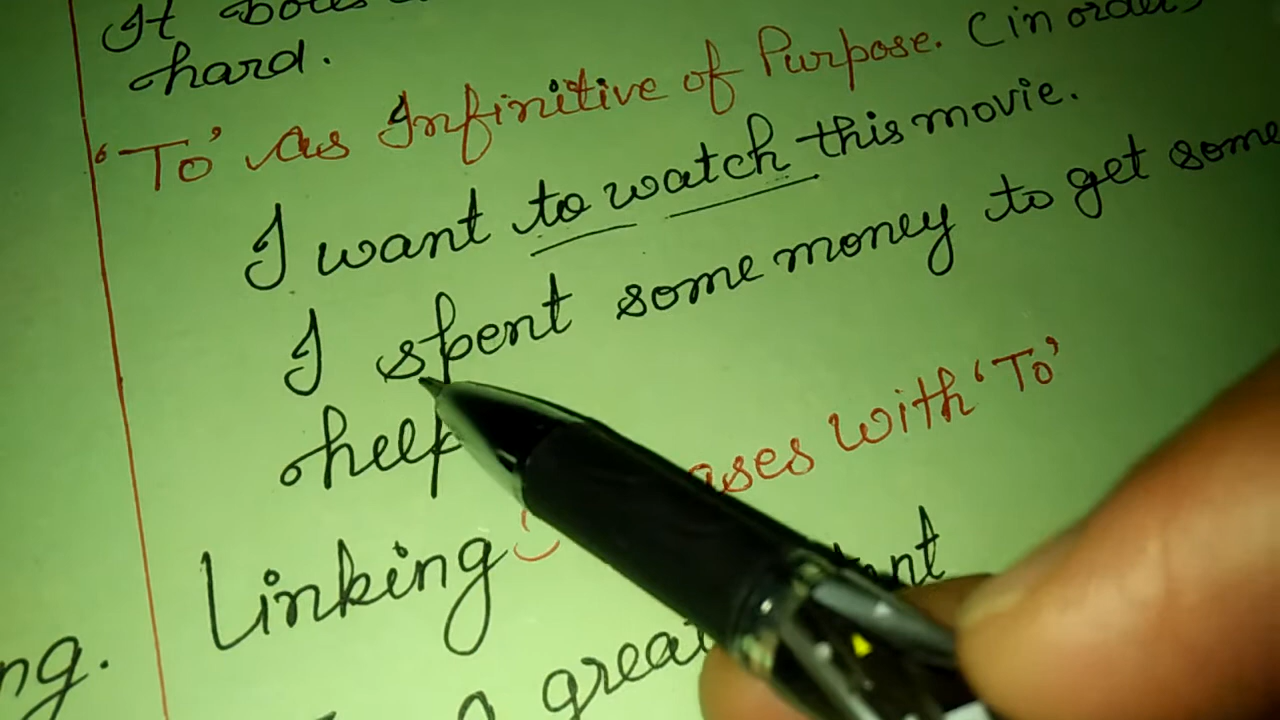 It
hard.
'To' as Infinitive of Purpose. (in order
I want to watch this movie.
I spent some money to get some
help
Linking with 'To'
ng.